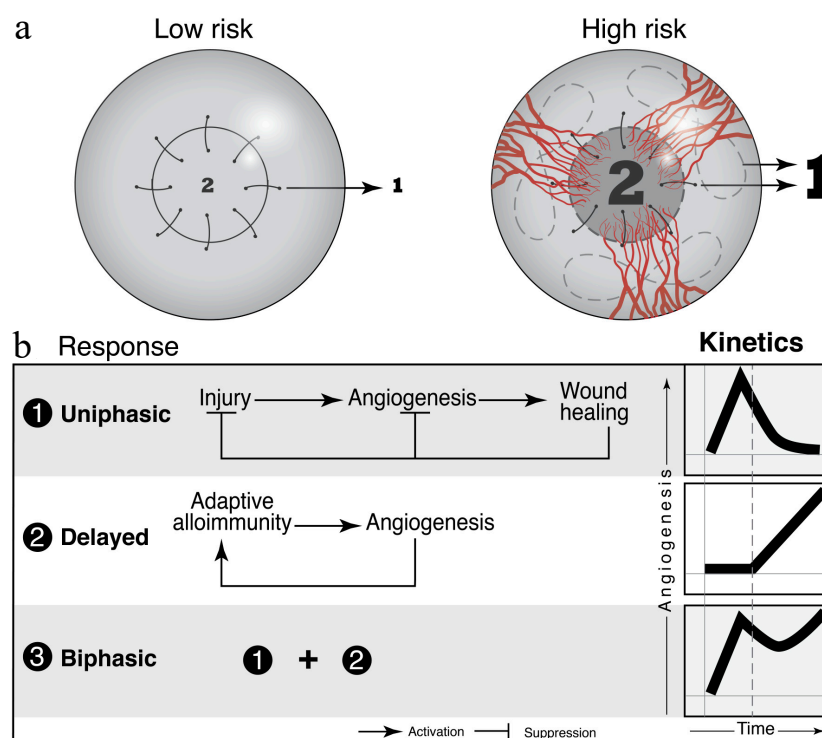 a
Low risk
High risk
2
1
2
1
b
Response
Kinetics
1 Uniphasic
Injury
Angiogenesis
Wound
healing
2 Delayed
Adaptive
alloimmunity
Angiogenesis
3 Biphasic
1 + 2
Angiogenesis
Activation
Suppression
Time